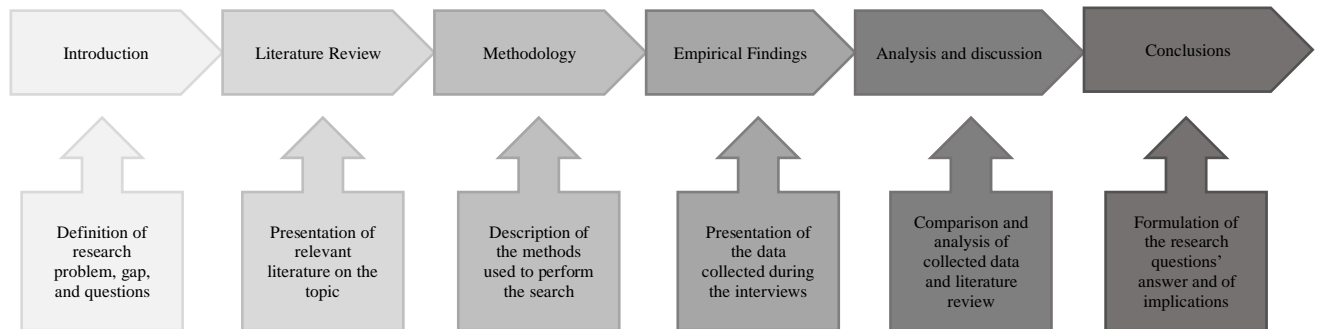 Introduction
Literature Review
Methodology
Empirical Findings
Analysis and discussion
Conclusions
Definition of
research
problem, gap,
and questions
Presentation of
relevant
literature on the
topic
Description of
the methods
used to perform
the search
Presentation of
the data
collected during
the interviews
Comparison and
analysis of
collected data
and literature
review
Formulation of
the research
questions’
answer and of
implications